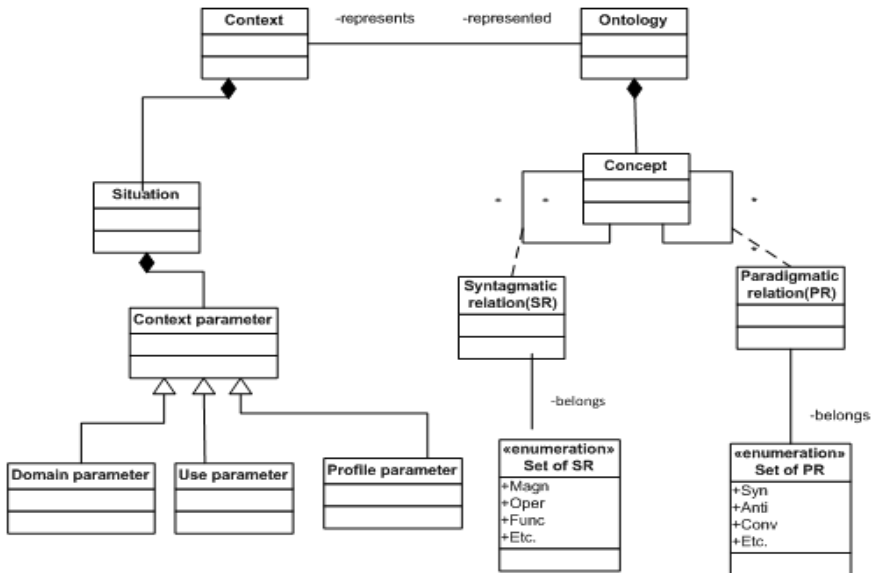 Context
-represents
-represented
Ontology
Concept
*
*
*
*
Situation
Syntagmatic
relation(SR)
Paradigmatic
relation(PR)
Context parameter
-belongs
-belongs
Domain parameter
Use parameter
Profile parameter
«enumeration»
Set of SR
+Magn
+Oper
+Func
+Etc.
«enumeration»
Set of PR
+Syn
+Anti
+Conv
+Etc.